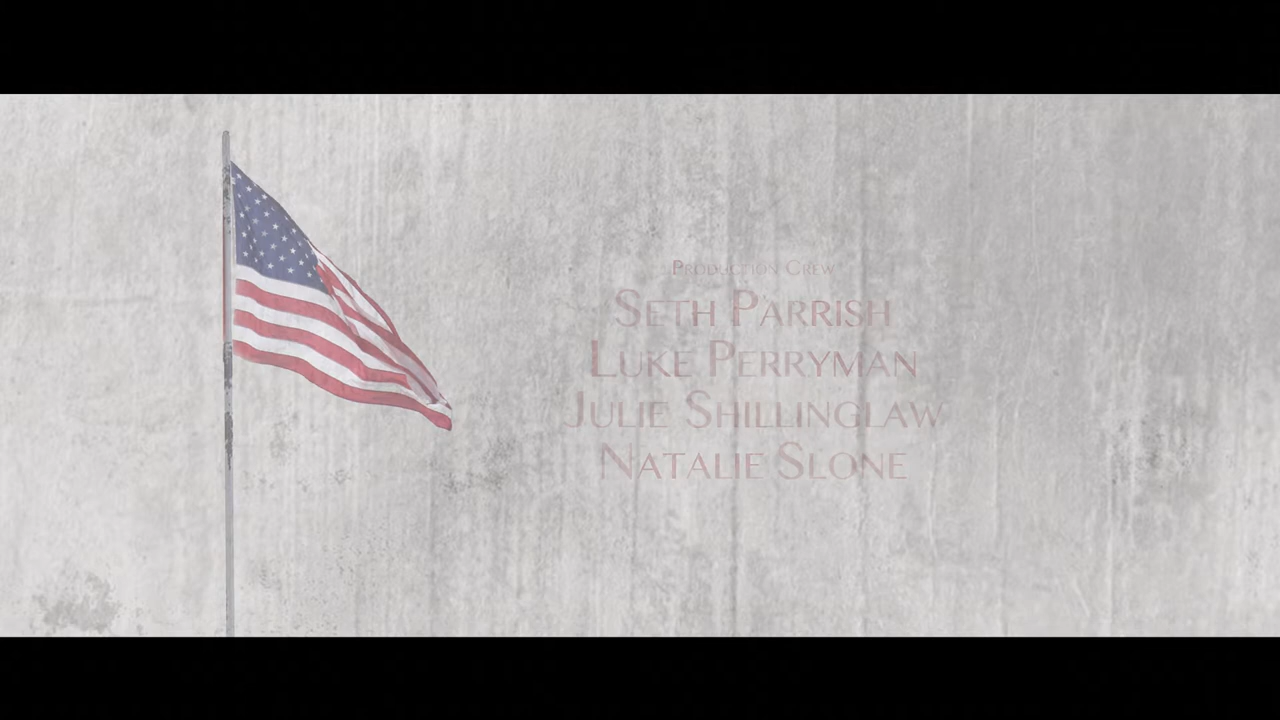 Production Crew
Seth Parrish
Luke Perryman
Julie Shillinglaw
Natalie Slone